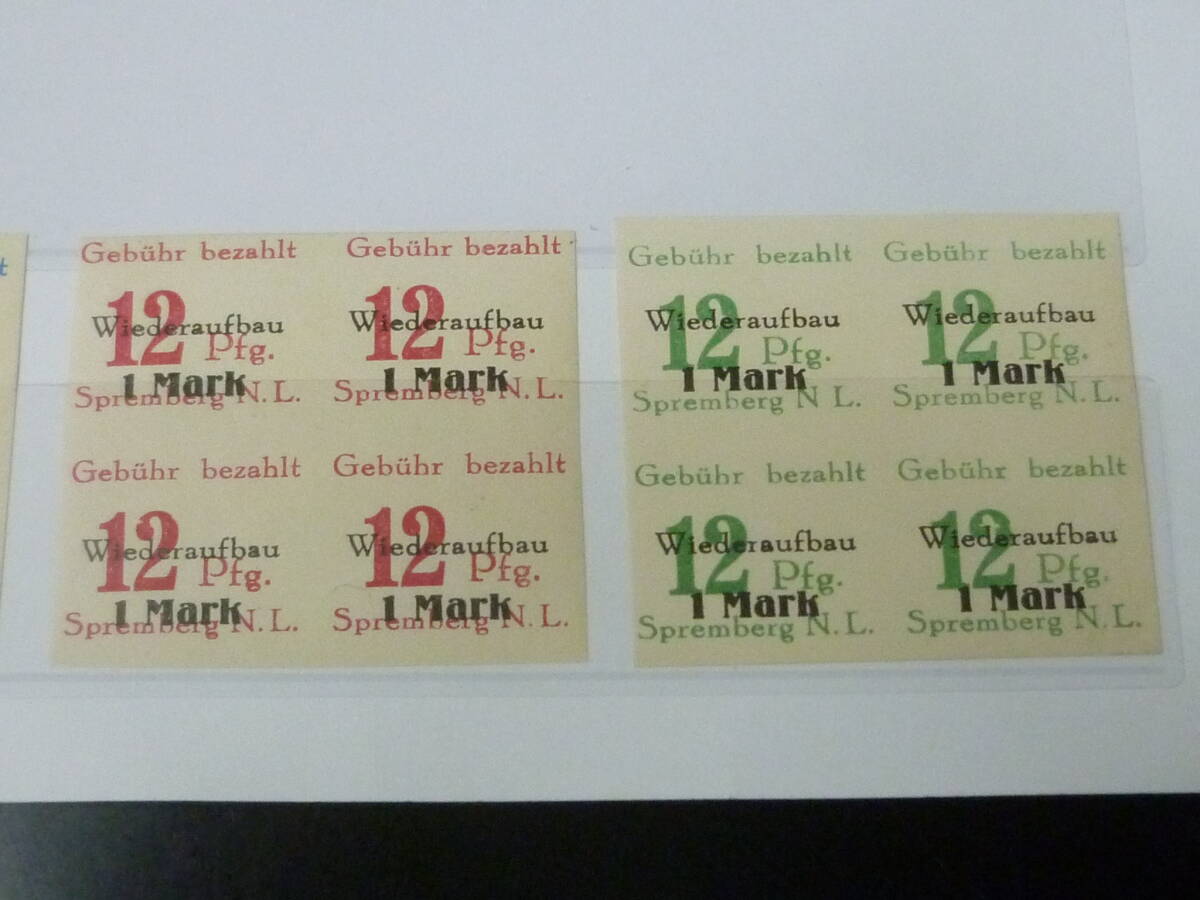 t
Gebühr bezahlt
12 Pfg.
Wiederaufbau
1 Mark
Spremberg N.L.
Gebühr bezahlt
12 Pfg.
Wiederaufbau
1 Mark
Spremberg N.L.
Gebühr bezahlt
12 Pfg.
Wiederaufbau
1 Mark
Spremberg N L.
Gebühr bezahlt
12 Pfg.
Wiederaufbau
1 Mark
Spremberg N.L.
Gebühr bezahlt
12 Pfg.
Wiederaufbau
1 Mark
Spremberg N.L.
Gebühr bezahlt
12 Pfg.
Wiederaufbau
1 Mark
Spremberg N.L.
Gebühr bezahlt
12 Pfg.
Wiederaufbau
1 Mark
Spremberg N.L.
Gebühr bezahlt
12 Pfg.
Wiederaufbau
1 Mark
Spremberg N.L.